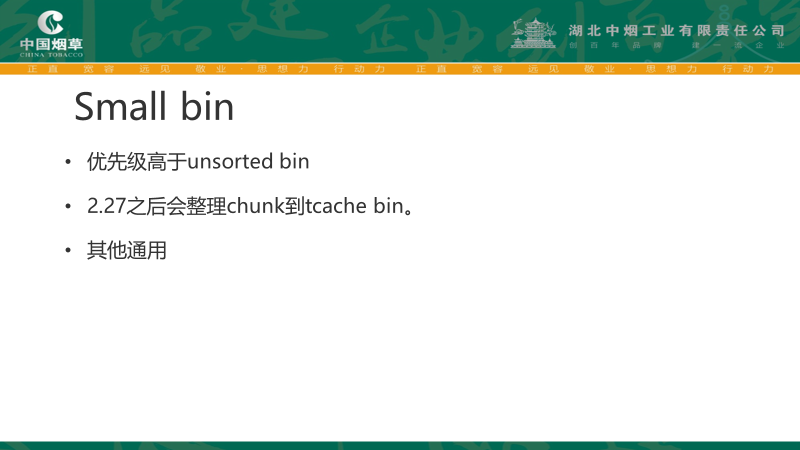 中国烟草
CHINA TOBACCO
湖北中烟工业有限责任公司
创百年品牌 建一流企业
正直 宽容 远见 敬业·思想力 行动力 正直 宽容 远见 敬业·思想力 行动力
Small bin
• 优先级高于unsorted bin
• 2.27之后会整理chunk到tcache bin。
• 其他通用